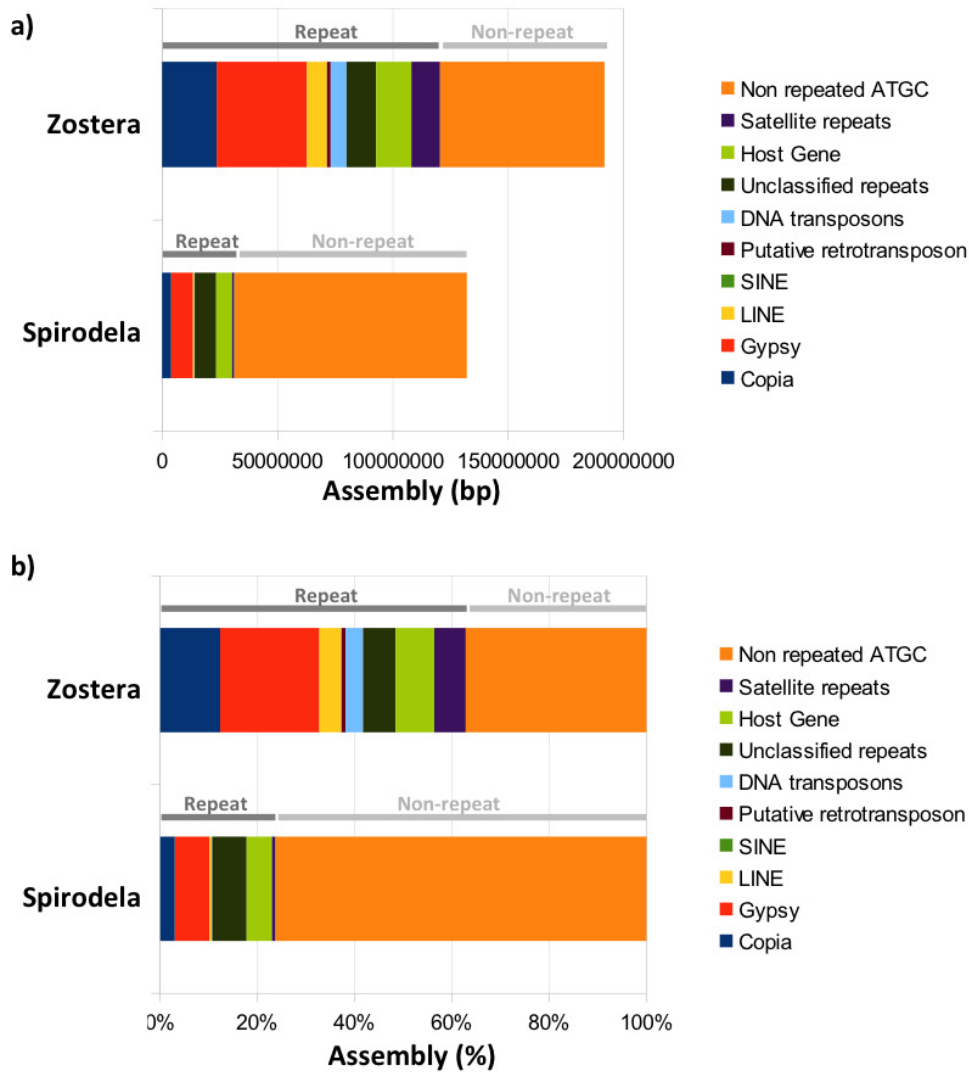 a)
Repeat Non-repeat
Zostera
Repeat Non-repeat
Spirodela
0 50000000 100000000 150000000 200000000
Assembly (bp)
Non repeated ATGC
Satellite repeats
Host Gene
Unclassified repeats
DNA transposons
Putative retrotransposon
SINE
LINE
Gypsy
Copia
b)
Repeat Non-repeat
Zostera
Repeat Non-repeat
Spirodela
0% 20% 40% 60% 80% 100%
Assembly (%)
Non repeated ATGC
Satellite repeats
Host Gene
Unclassified repeats
DNA transposons
Putative retrotransposon
SINE
LINE
Gypsy
Copia